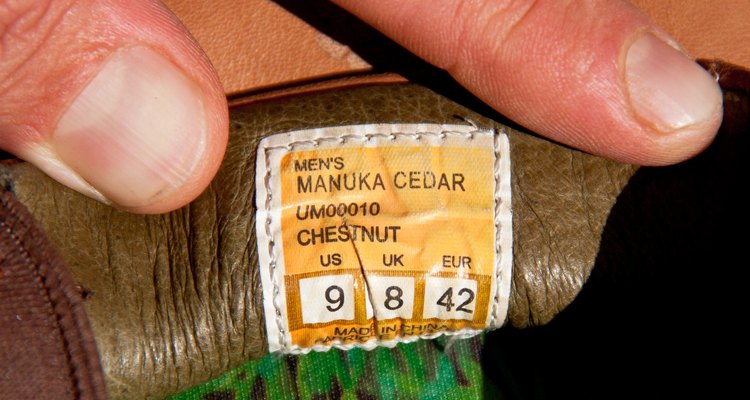 MEN'S
MANUKA CEDAR
UM00010
CHESTNUT
US UK EUR
9 8 42
MADE IN CHINA